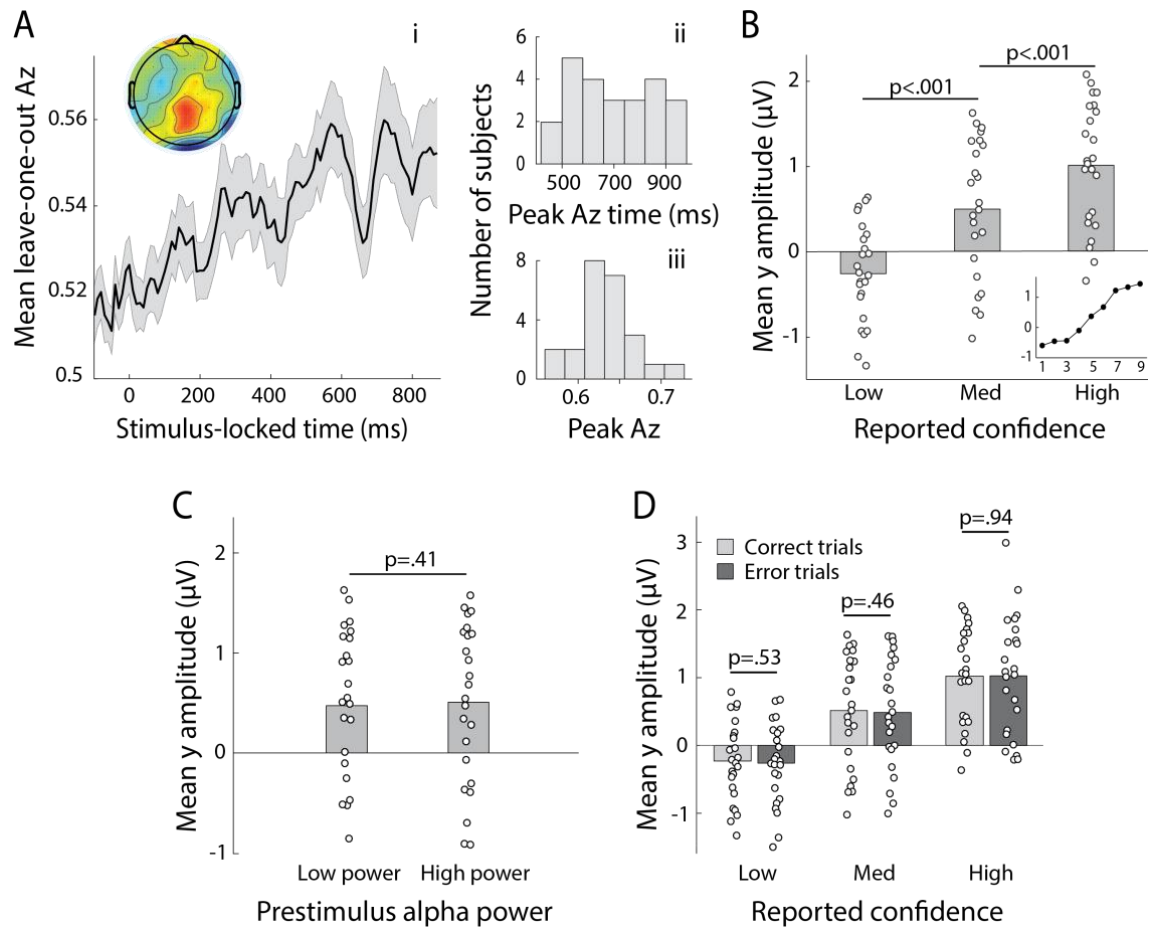 A
i
Mean leave-one-out Az
0.56
0.54
0.52
0.5
0 200 400 600 800
Stimulus-locked time (ms)
ii
Number of subjects
6
4
2
0
500 700 900
Peak Az time (ms)
iii
8
4
0
0.6 0.7
Peak Az
B
Mean y amplitude (µV)
2
1
0
-1
p<.001
p<.001
1
0
-1
1 3 5 7 9
Low Med High
Reported confidence
C
Mean y amplitude (µV)
2
1
0
-1
p=.41
Low power High power
Prestimulus alpha power
D
Mean y amplitude (µV)
3
2
1
0
-1
Correct trials
Error trials
p=.53
p=.46
p=.94
Low Med High
Reported confidence